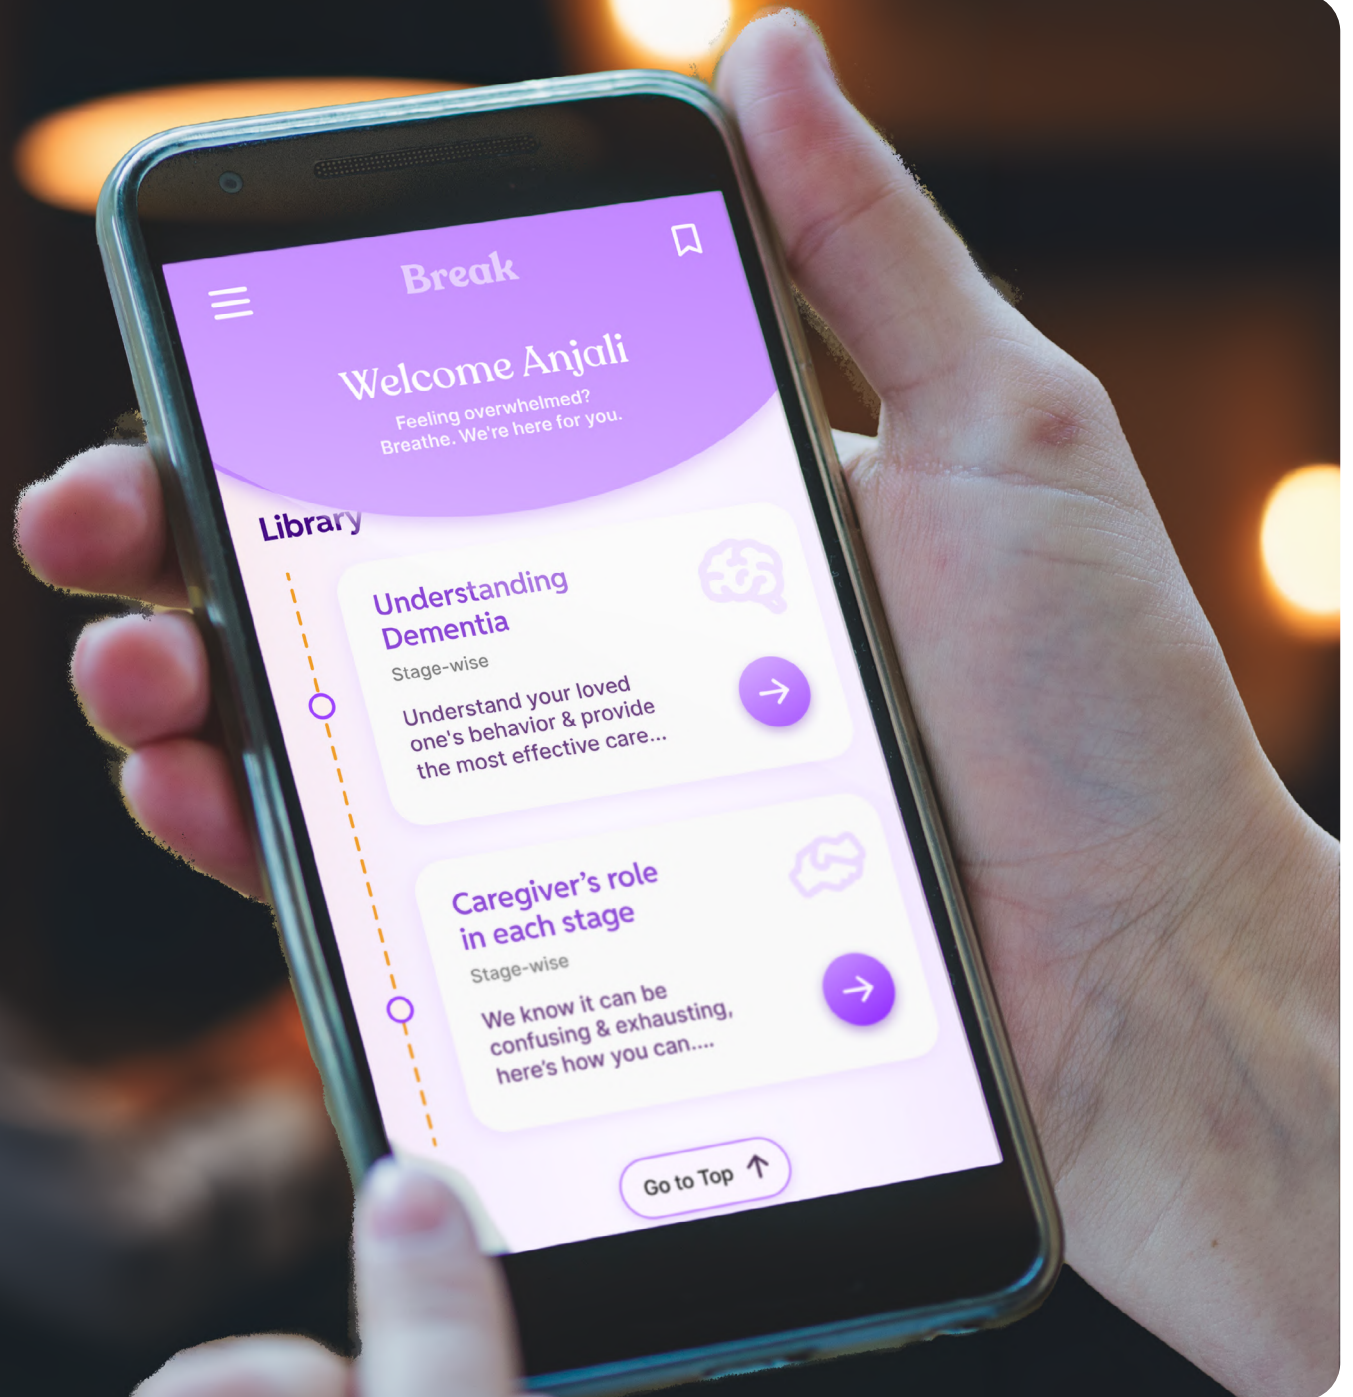 Break
Welcome Anjali
Feeling overwhelmed?
Breathe. We're here for you.
Library
Understanding
Dementia
Stage-wise
Understand your loved
one's behavior & provide
the most effective care...
Caregiver’s role
in each stage
Stage-wise
We know it can be
confusing & exhausting,
here’s how you can....
Go to Top